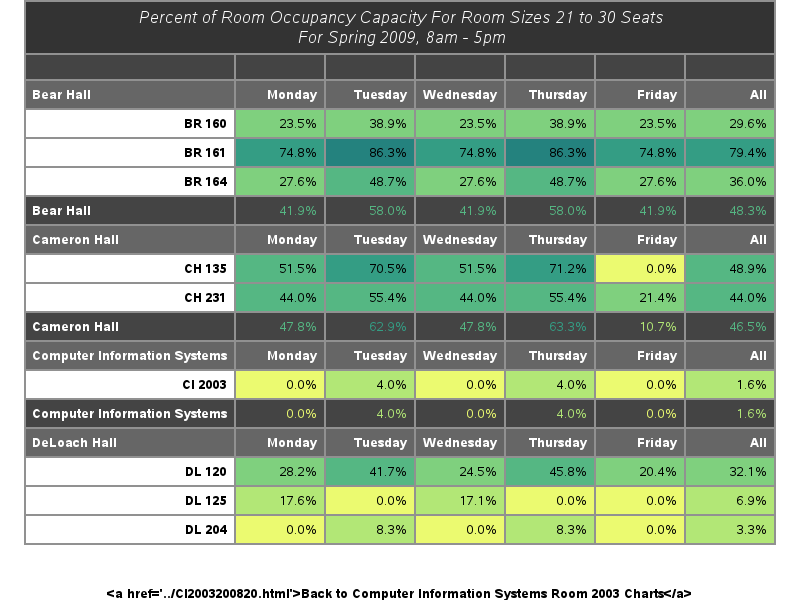 Percent of Room Occupancy Capacity For Room Sizes 21 to 30 Seats
For Spring 2009, 8am - 5pm
Bear Hall Monday Tuesday Wednesday Thursday Friday All
BR 160 23.5% 38.9% 23.5% 38.9% 23.5% 29.6%
BR 161 74.8% 86.3% 74.8% 86.3% 74.8% 79.4%
BR 164 27.6% 48.7% 27.6% 48.7% 27.6% 36.0%
Bear Hall 41.9% 58.0% 41.9% 58.0% 41.9% 48.3%
Cameron Hall Monday Tuesday Wednesday Thursday Friday All
CH 135 51.5% 70.5% 51.5% 71.2% 0.0% 48.9%
CH 231 44.0% 55.4% 44.0% 55.4% 21.4% 44.0%
Cameron Hall 47.8% 62.9% 47.8% 63.3% 10.7% 46.5%
Computer Information Systems Monday Tuesday Wednesday Thursday Friday All
CI 2003 0.0% 4.0% 0.0% 4.0% 0.0% 1.6%
Computer Information Systems 0.0% 4.0% 0.0% 4.0% 0.0% 1.6%
DeLoach Hall Monday Tuesday Wednesday Thursday Friday All
DL 120 28.2% 41.7% 24.5% 45.8% 20.4% 32.1%
DL 125 17.6% 0.0% 17.1% 0.0% 0.0% 6.9%
DL 204 0.0% 8.3% 0.0% 8.3% 0.0% 3.3%
&lt;a href='../CI2003200820.html'&gt;Back to Computer Information Systems Room 2003 Charts&lt;/a&gt;